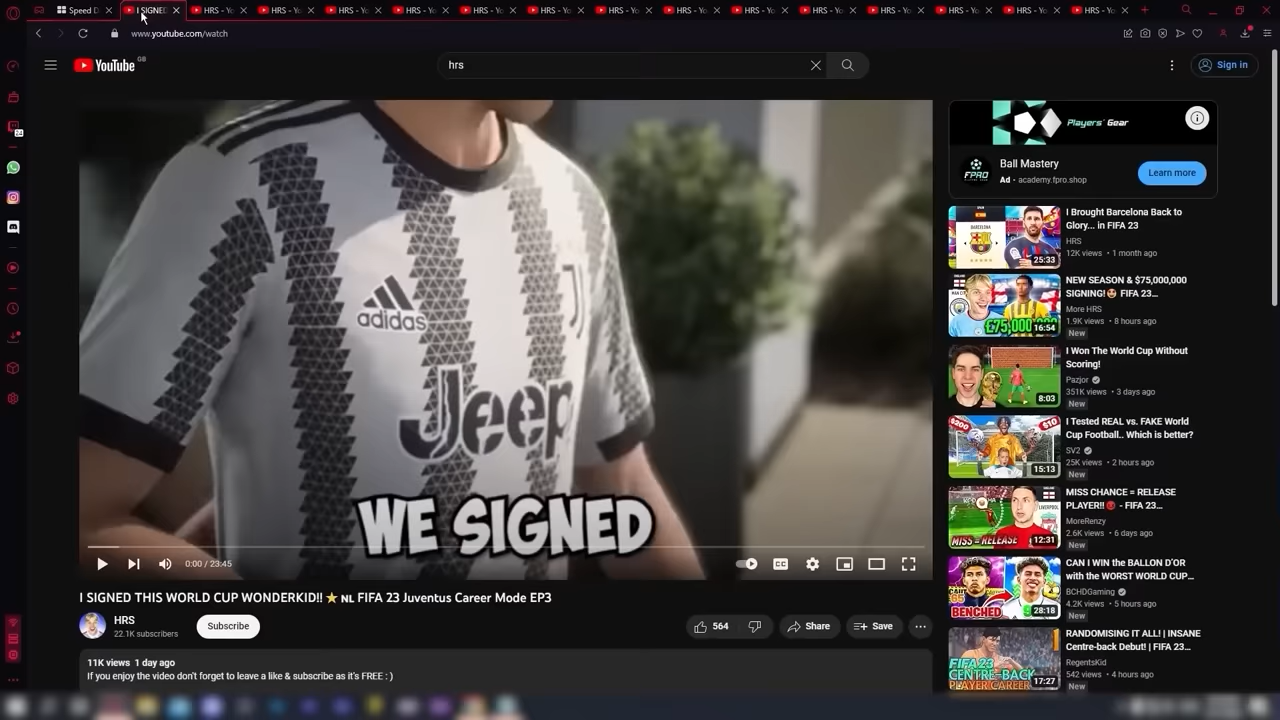 Speed D
I SIGNED
HRS - Yo
HRS - Yo
HRS - Yo
HRS - Yo
HRS - Yo
HRS - Yo
HRS - Yo
HRS - Yo
HRS - Yo
HRS - Yo
HRS - Yo
HRS - Yo
HRS - Yo
HRS - Yo
www.youtube.com/watch
YouTube GB
hrs
Sign in
adidas
Jeep
WE SIGNED
0:00 / 23:45
I SIGNED THIS WORLD CUP WONDERKID!! ⭐ NL FIFA 23 Juventus Career Mode EP3
HRS
22.1K subscribers
Subscribe
564
Share
Save
11K views 1 day ago
If you enjoy the video don't forget to leave a like & subscribe as it's FREE : )
Players' Gear
FPRO
Ball Mastery
Ad • academy.fpro.shop
Learn more
BARCELONA
25:33
I Brought Barcelona Back to
Glory... in FIFA 23
HRS
12K views • 1 month ago
£75,000,000
16:54
NEW SEASON & $75,000,000
SIGNING!🤩 FIFA 23...
More HRS
1.9K views • 8 hours ago
New
8:03
I Won The World Cup Without
Scoring!
Pazjor
351K views • 3 days ago
New
$200
$10
15:13
I Tested REAL vs. FAKE World
Cup Football.. Which is better?
SV2
25K views • 2 hours ago
New
LIVERPOOL
MISS = RELEASE
12:31
MISS CHANCE = RELEASE
PLAYER!!🤬 - FIFA 23...
MoreRenzy
2.6K views • 6 days ago
New
BENCHED
28:18
CAN I WIN the BALLON D'OR
with the WORST WORLD CUP...
BCHDGaming
4.2K views • 5 hours ago
New
FIFA 23
CENTRE-BACK
PLAYER CAREER
17:27
RANDOMISING IT ALL! | INSANE
Centre-back Debut! | FIFA 23...
RegentsKid
542 views • 4 hours ago
New